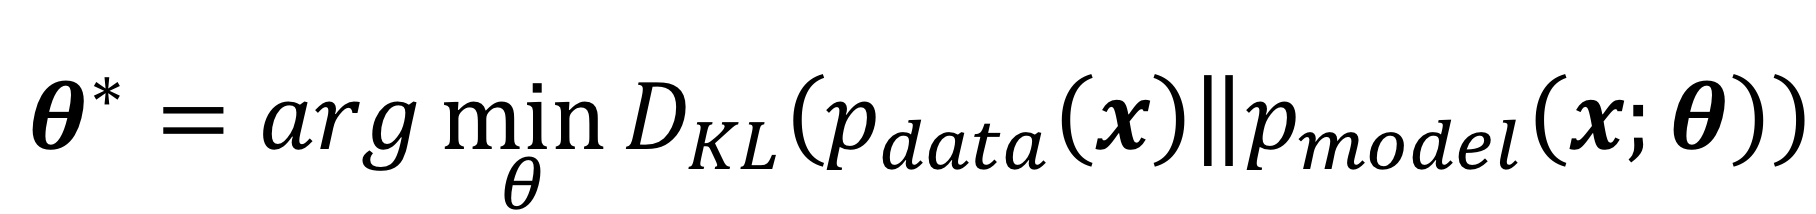 𝜽* = arg min_θ D_KL(p_data(𝒙)‖p_model(𝒙; 𝜽))